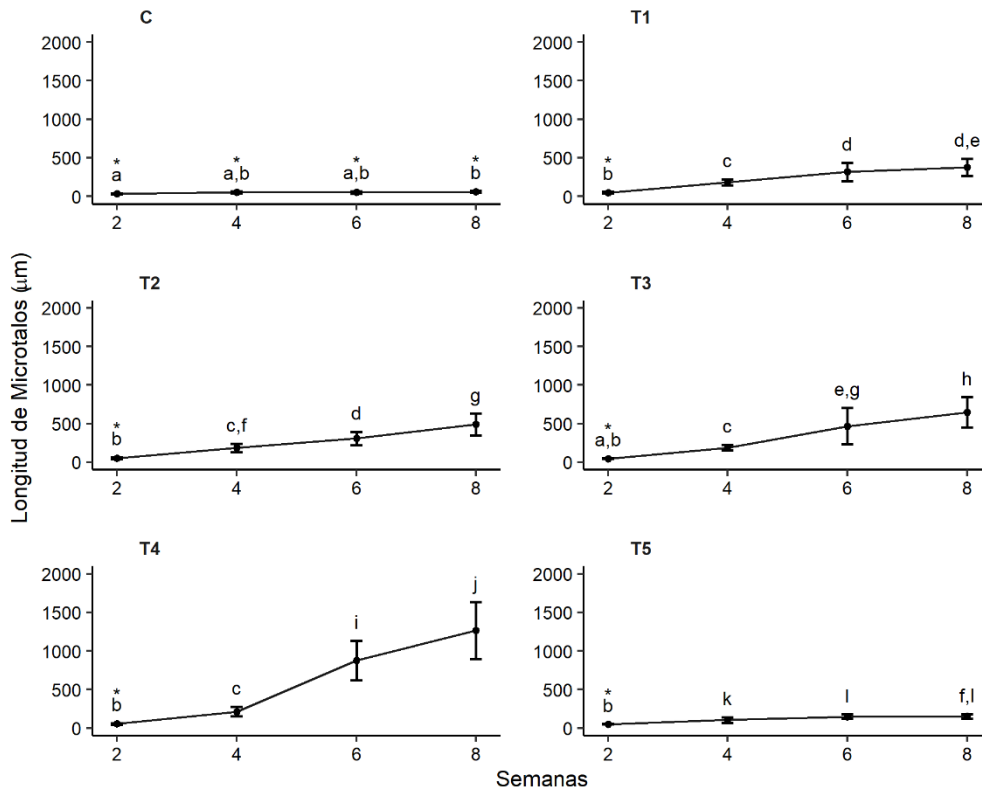 C
2000
1500
1000
500
0
* * * *
a a,b a,b b
2 4 6 8
T1
2000
1500
1000
500
0
*
b c d d,e
2 4 6 8
Longitud de Microtalos (μm)
T2
2000
1500
1000
500
0
*
b c,f d g
2 4 6 8
T3
2000
1500
1000
500
0
*
a,b c e,g h
2 4 6 8
T4
2000
1500
1000
500
0
*
b c i j
2 4 6 8
T5
2000
1500
1000
500
0
*
b k l f,l
2 4 6 8
Semanas